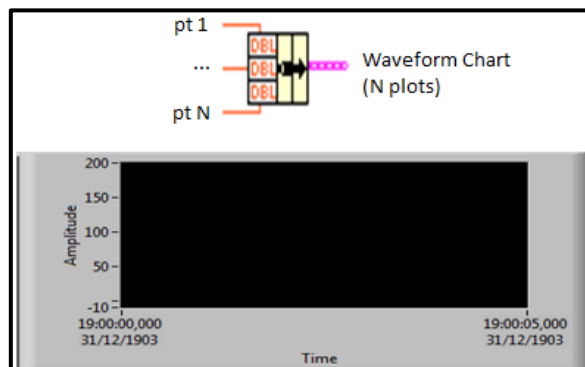 pt 1
DBL
...
DBL
Waveform Chart
(N plots)
DBL
pt N
200
150
100
50
-10
Amplitude
19:00:00,000
31/12/1903
19:00:05,000
31/12/1903
Time